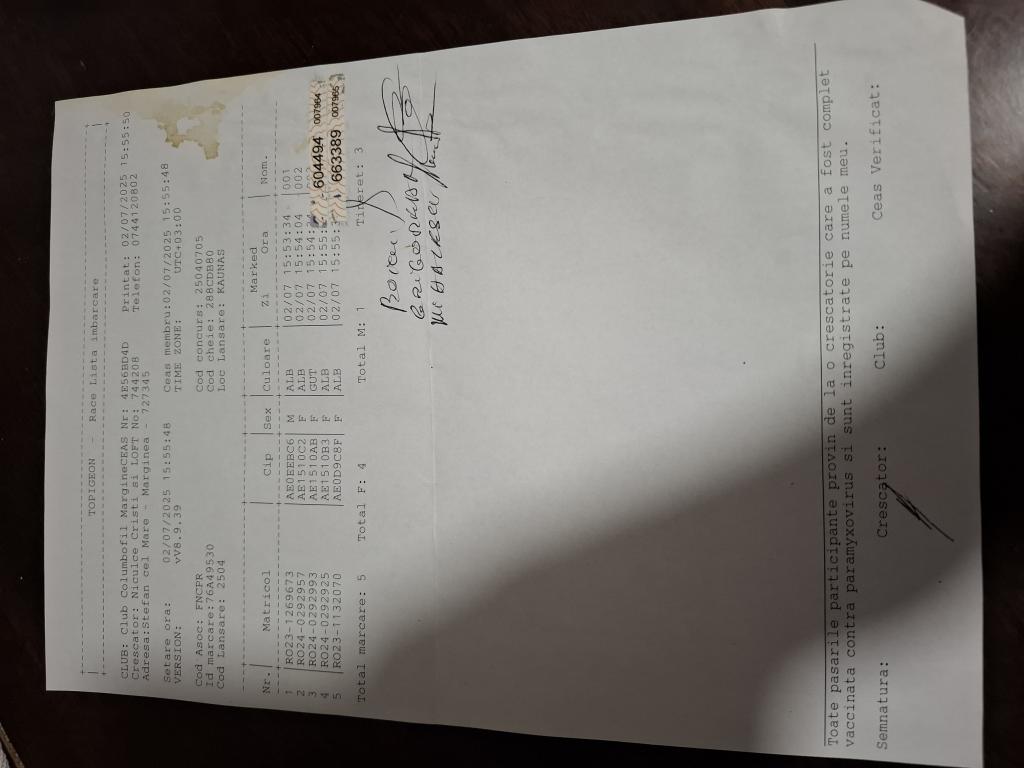 TOPIGEON - Race Lista imbarcare
CLUB: Club Columbofil MargineCEAS Nr: 4E56BD4D Printat: 02/07/2025 15:55:50
Crescator: Niculce Cristi si LOFT No: 744208 Telefon: 0744120802
Adresa:Stefan cel Mare - Marginea - 727345
Setare ora: 02/07/2025 15:55:48 Ceas membru:02/07/2025 15:55:48
VERSION: vV8.9.39 TIME ZONE: UTC+03:00
Cod Asoc: FNCPR Cod concurs: 25040705
Id marcare:76A49530 Cod cheie: 288CDB80
Cod Lansare: 2504 Loc Lansare: KAUNAS
Marked
Nr. Matricol Cip Sex Culoare Zi Ora Nom.
1 RO23-1269673 AE0EEBC6 M ALB 02/07 15:53:34 001
2 RO24-0292957 AE1510C2 F ALB 02/07 15:54:04 002
3 RO24-0292993 AE1510AB F GUT 02/07 15:54:
4 RO24-0292925 AE1510B3 F ALB 02/07 15:55: 604494 007964
5 RO23-1132070 AE0D9C8F F ALB 02/07 15:55: 663389
Total marcare: 5 Total F: 4 Total M: 1 Tineret: 3
Toate pasarile participante provin de la o crescatorie care a fost complet
vaccinata contra paramyxovirus si sunt inregistrate pe numele meu.
Semnatura: Crescator: Club: Ceas Verificat: